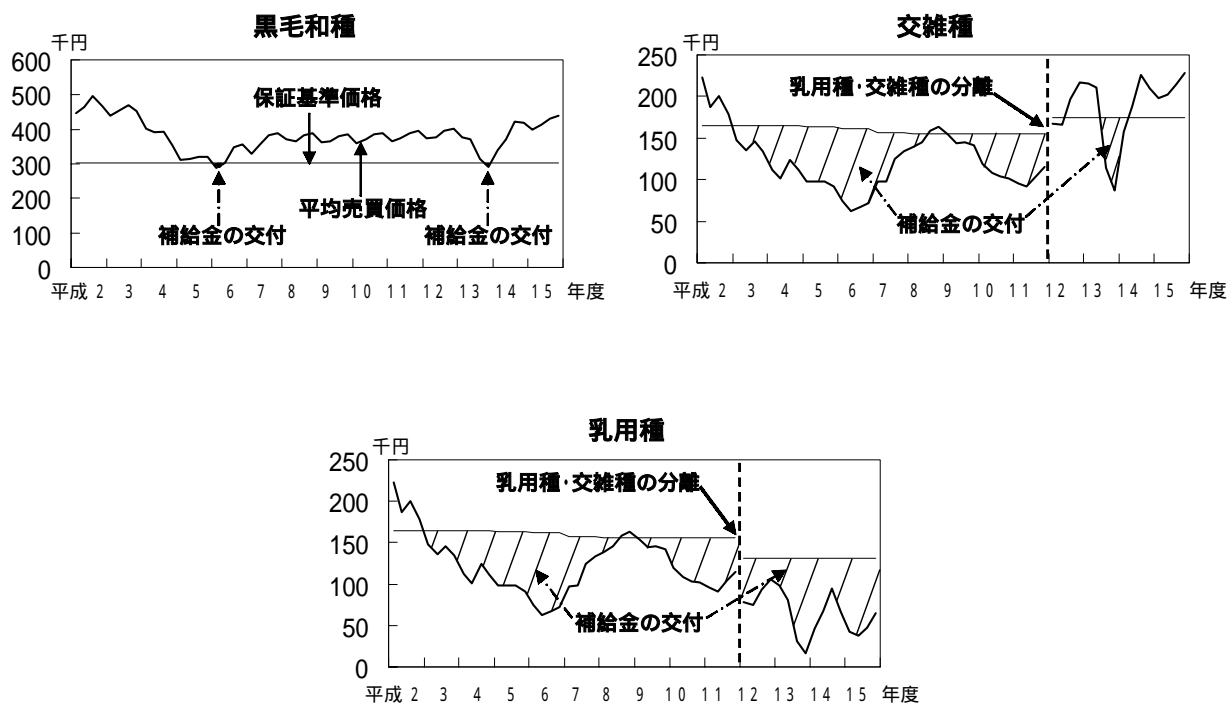 黒毛和種
千円
600
500
400
300
200
100
0
保証基準価格
平均売買価格
補給金の交付
補給金の交付
平成 2 3 4 5 6 7 8 9 10 11 12 13 14 15 年度
交雑種
千円
250
200
150
100
50
0
乳用種･交雑種の分離
補給金の交付
平成 2 3 4 5 6 7 8 9 10 11 12 13 14 15 年度
乳用種
千円
250
200
150
100
50
0
乳用種･交雑種の分離
補給金の交付
平成 2 3 4 5 6 7 8 9 10 11 12 13 14 15 年度